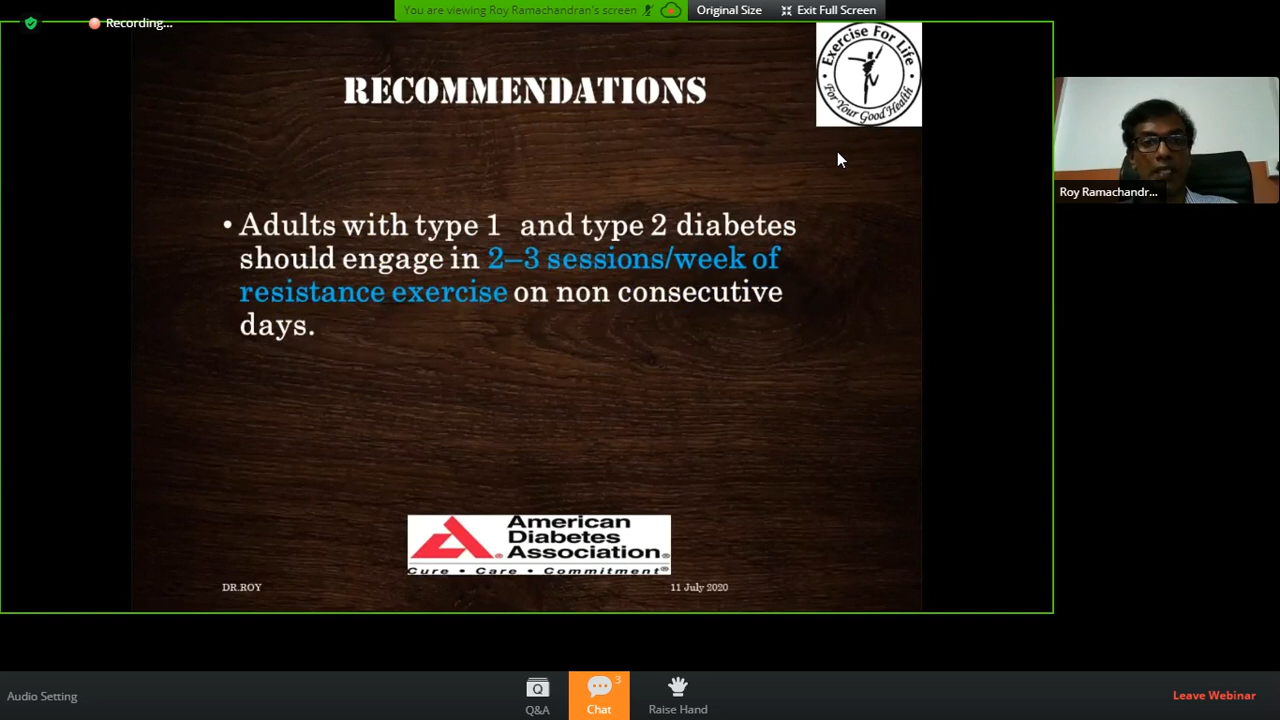 You are viewing Roy Ramachandran's screen
Original Size
Exit Full Screen
Recording...
Exercise For Life
For Your Good Health
RECOMMENDATIONS
• Adults with type 1 and type 2 diabetes
should engage in 2–3 sessions/week of
resistance exercise on non consecutive
days.
Roy Ramachandr...
American
Diabetes
Association®
Cure • Care • Commitment®
DR.ROY
11 July 2020
Audio Setting
Q&A
3
Chat
Raise Hand
Leave Webinar